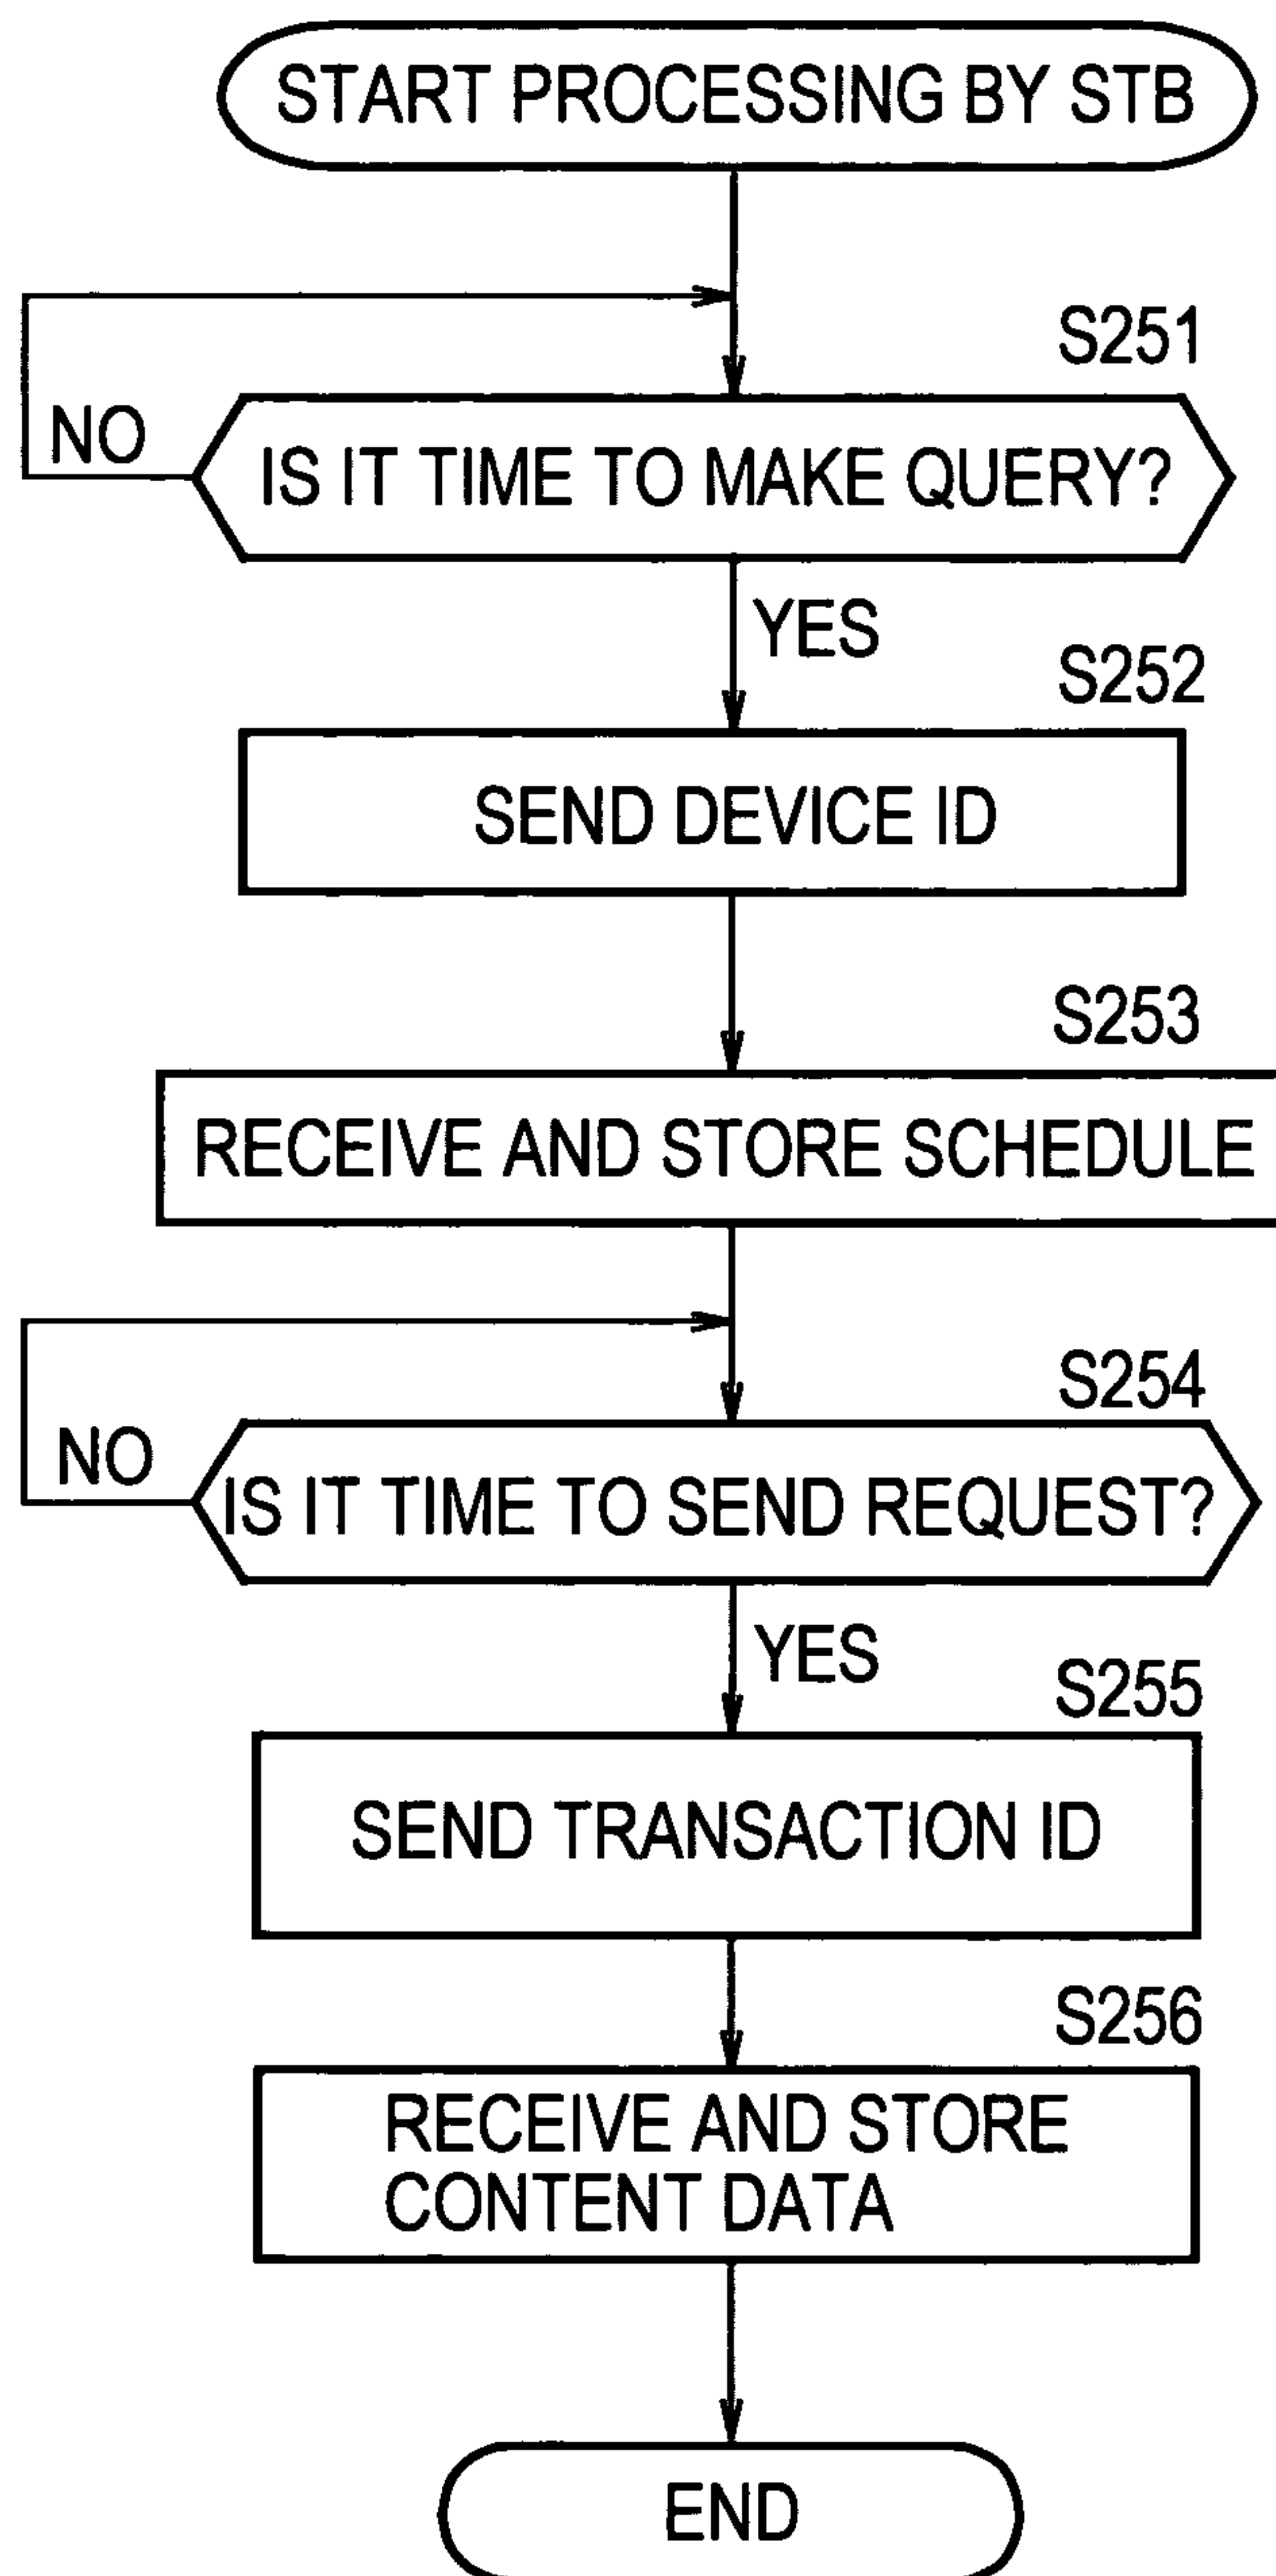 START PROCESSING BY STB
S251
NO
IS IT TIME TO MAKE QUERY?
YES
S252
SEND DEVICE ID
S253
RECEIVE AND STORE SCHEDULE
S254
NO
IS IT TIME TO SEND REQUEST?
YES
S255
SEND TRANSACTION ID
S256
RECEIVE AND STORE
CONTENT DATA
END